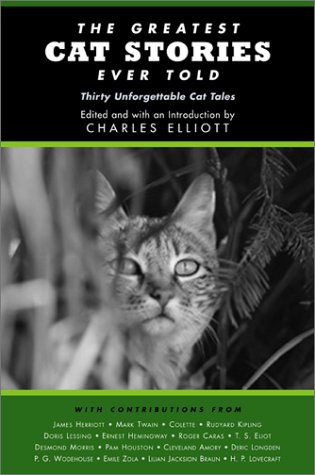 THE GREATEST
CAT STORIES
EVER TOLD
Thirty Unforgettable Cat Tales
Edited and with an Introduction by
CHARLES ELLIOTT
WITH CONTRIBUTIONS FROM
JAMES HERRIOTT • MARK TWAIN • COLETTE • RUDYARD KIPLING
DORIS LESSING • ERNEST HEMINGWAY • ROGER CARAS • T. S. ELIOT
DESMOND MORRIS • PAM HOUSTON • CLEVELAND AMORY • DERIC LONGDEN
P. G. WODEHOUSE • EMILE ZOLA • LILIAN JACKSION BRAUN • H. P. LOVECRAFT